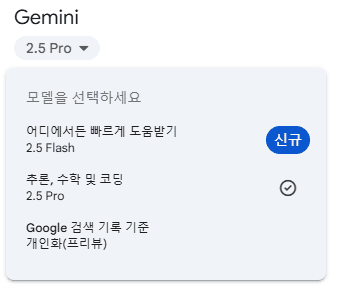 Gemini
2.5 Pro
모델을 선택하세요
어디에서든 빠르게 도움받기
2.5 Flash
신규
추론, 수학 및 코딩
2.5 Pro
Google 검색 기록 기준
개인화(프리뷰)